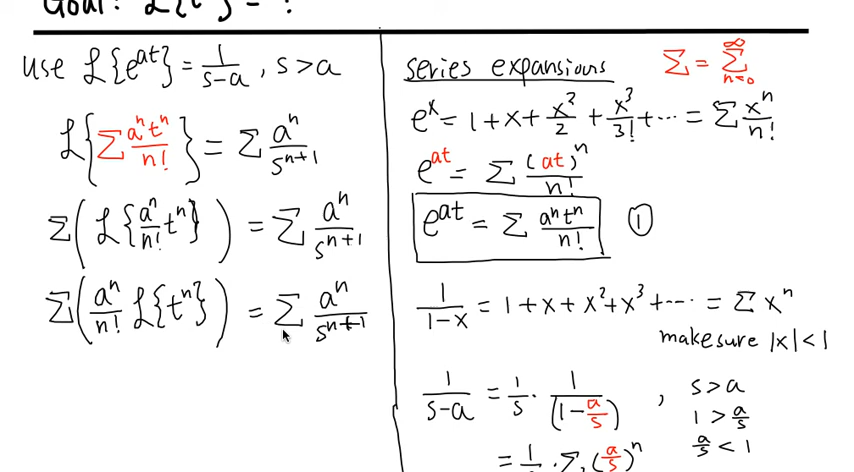 Goal: ℒ{t^n} = ?
use ℒ{e^{at}} = 1/(s-a), s>a
ℒ{Σ a^n t^n/n!} = Σ a^n/s^{n+1}
Σ(ℒ{a^n/n! t^n}) = Σ a^n/s^{n+1}
Σ(a^n/n! ℒ{t^n}) = Σ a^n/s^{n+1}
series expansions
Σ = Σ_{n=0}^{∞}
e^x = 1+x+x^2/2+x^3/3!+⋯ = Σ x^n/n!
e^{at} = Σ (at)^n/n!
e^{at} = Σ a^n t^n/n! ①
1/(1-x) = 1+x+x^2+x^3+⋯ = Σ x^n
make sure |x|<1
1/(s-a) = 1/s · 1/(1-a/s) , s>a
1>a/s
a/s<1
= 1/s · Σ (a/s)^n